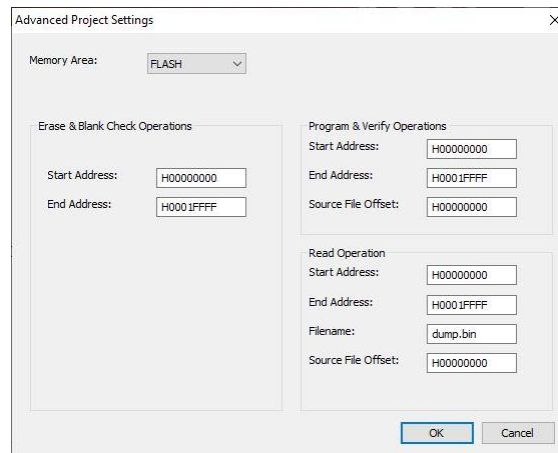 Advanced Project Settings
Memory Area:
FLASH
Erase & Blank Check Operations
Start Address:
H00000000
End Address:
H0001FFFF
Program & Verify Operations
Start Address:
H00000000
End Address:
H0001FFFF
Source File Offset:
H00000000
Read Operation
Start Address:
H00000000
End Address:
H0001FFFF
Filename:
dump.bin
Source File Offset:
H00000000
OK
Cancel